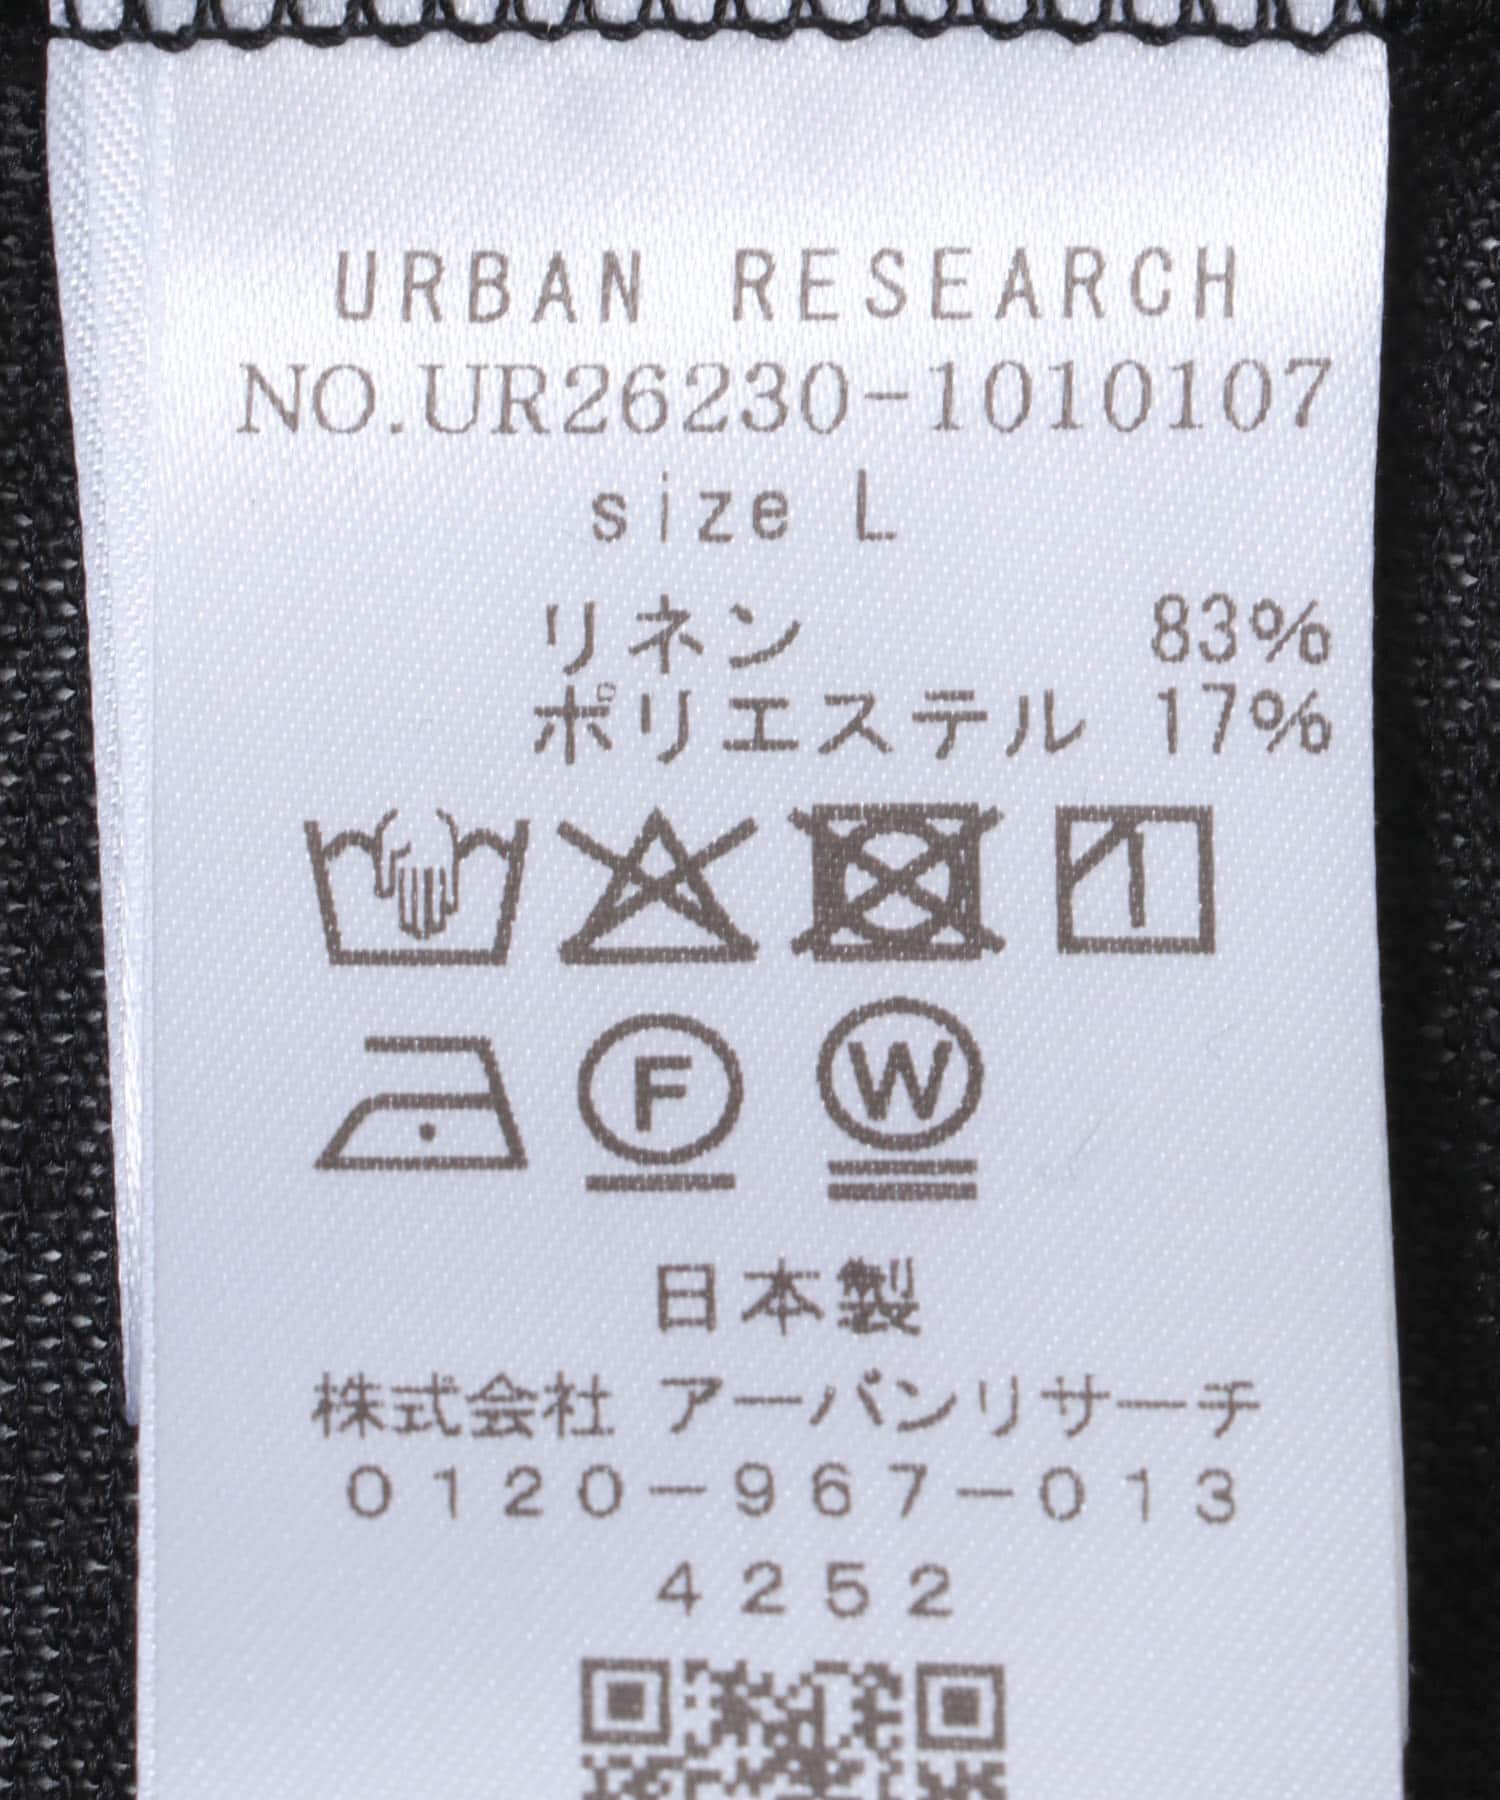 URBAN RESEARCH
NO.UR26230-1010107
size L
リネン 83%
ポリエステル 17%
F W
日本製
株式会社 アーバンリサーチ
0120-967-013
4252